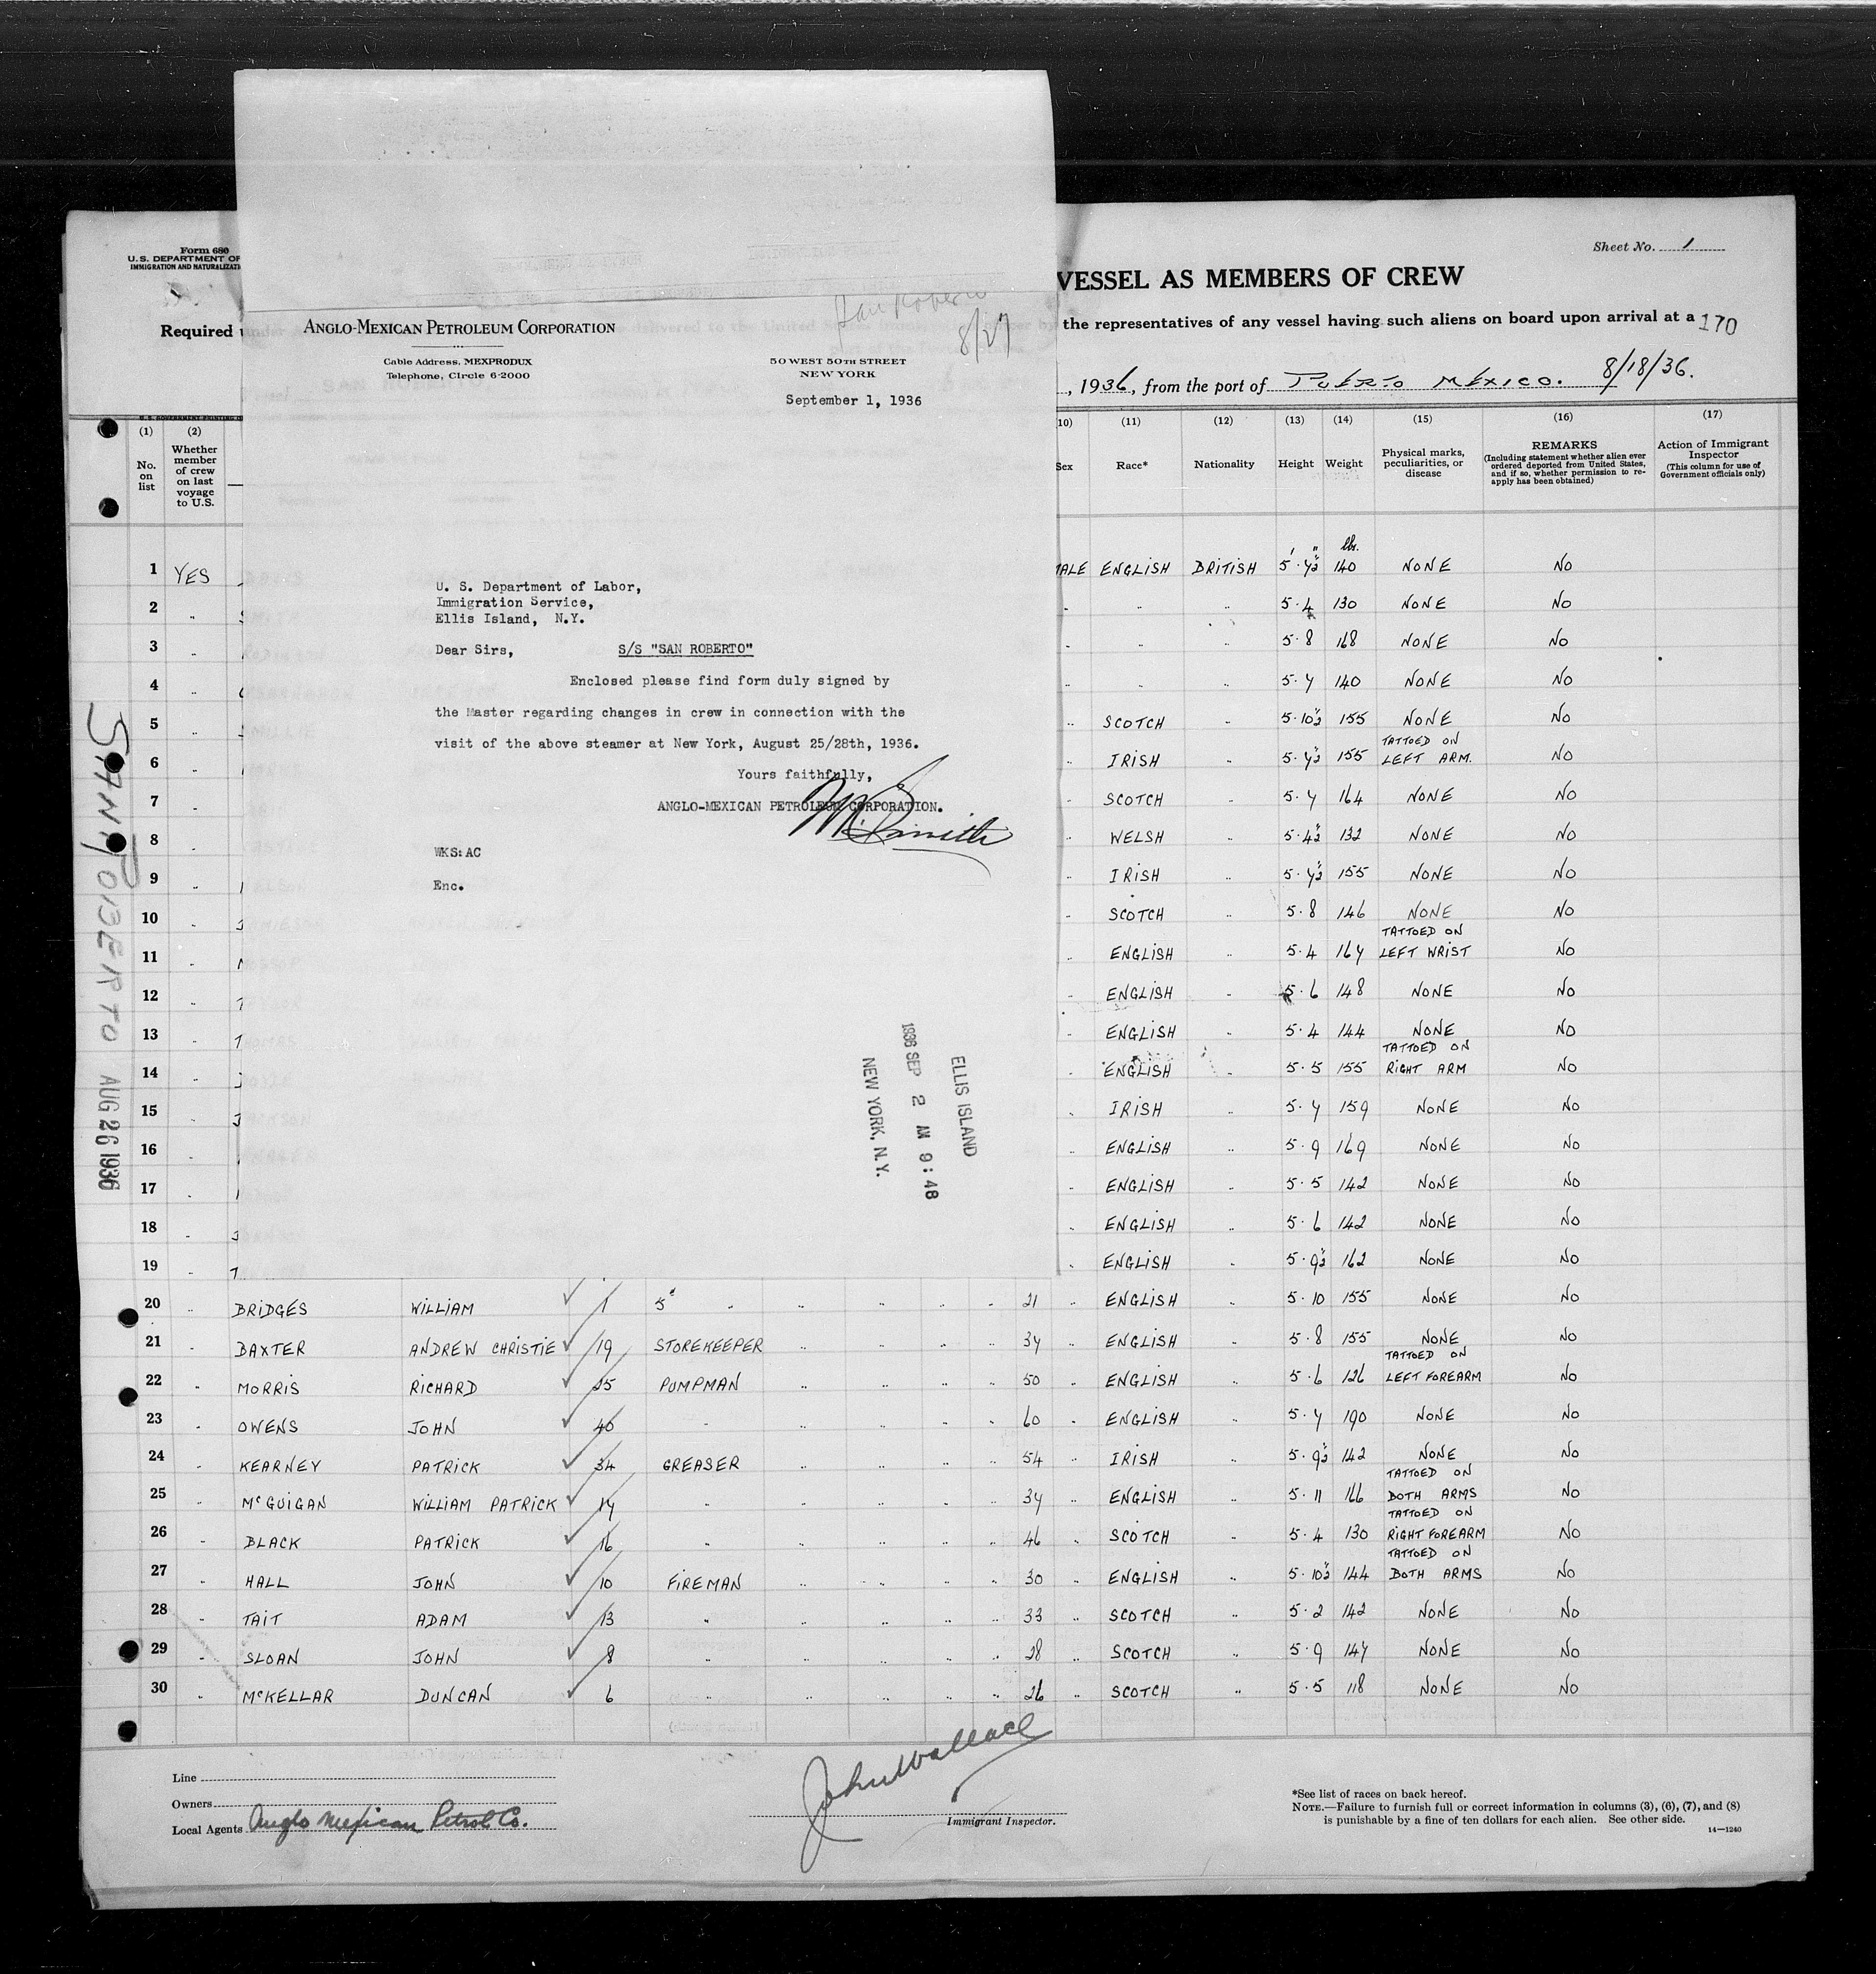 Form 680
U. S. DEPARTMENT OF
IMMIGRATION AND NATURALIZATI
Required
Sheet No. 1
VESSEL AS MEMBERS OF CREW
the representatives of any vessel having such aliens on board upon arrival at a
170
, 1936, from the port of PUERTO MEXICO. 8/18/36.
San Roberto
8/27
ANGLO-MEXICAN PETROLEUM CORPORATION
Cable Address, MEXPRODUX
Telephone, Circle 6-2000
50 WEST 50TH STREET
NEW YORK
September 1, 1936
U. S. Department of Labor,
Immigration Service,
Ellis Island, N.Y.
Dear Sirs, S/S "SAN ROBERTO"
Enclosed please find form duly signed by
the Master regarding changes in crew in connection with the
visit of the above steamer at New York, August 25/28th, 1936.
Yours faithfully,
ANGLO-MEXICAN PETROLEUM CORPORATION.
WKS:AC
Enc.
ELLIS ISLAND
1936 SEP 2 AM 9:48
NEW YORK, N.Y.
SAN ROBERTO AUG 26 1936
(1) (2) (10) (11) (12) (13) (14) (15) (16) (17)
No. on list
Whether member of crew on last voyage to U.S.
Sex
Race*
Nationality
Height
Weight
Physical marks, peculiarities, or disease
REMARKS
(Including statement whether alien ever ordered deported from United States, and if so, whether permission to reapply has been obtained)
Action of Immigrant Inspector
(This column for use of Government officials only)
1 YES MALE ENGLISH BRITISH 5' 7½" 140 lbs. NONE NO
2 " " " " 5·4 130 NONE NO
3 " " " " 5·8 168 NONE NO
4 " " " " 5·7 140 NONE NO
5 " " SCOTCH " 5·10½ 155 NONE NO
6 " " IRISH " 5·7½ 155 TATTOED ON LEFT ARM. NO
7 " " SCOTCH " 5·7 164 NONE NO
8 " " WELSH " 5·4½ 132 NONE NO
9 " " IRISH " 5·7½ 155 NONE NO
10 " " SCOTCH " 5·8 146 NONE NO
11 " " ENGLISH " 5·4 167 TATTOED ON LEFT WRIST NO
12 " " ENGLISH " 5·6 148 NONE NO
13 " " ENGLISH " 5·4 144 NONE NO
14 " " ENGLISH " 5·5 155 TATTOED ON RIGHT ARM NO
15 " " IRISH " 5·7 159 NONE NO
16 " " ENGLISH " 5·9 169 NONE NO
17 " " ENGLISH " 5·5 142 NONE NO
18 " " ENGLISH " 5·6 142 NONE NO
19 " " ENGLISH " 5·9½ 162 NONE NO
20 " BRIDGES WILLIAM 1 5" " " " " " 21 " ENGLISH " 5·10 155 NONE NO
21 " BAXTER ANDREW CHRISTIE 19 STOREKEEPER " " " " 37 " ENGLISH " 5·8 155 NONE NO
22 " MORRIS RICHARD 25 PUMPMAN " " " " 50 " ENGLISH " 5·6 126 TATTOED ON LEFT FOREARM NO
23 " OWENS JOHN 40 " " " " " 60 " ENGLISH " 5·7 190 NONE NO
24 " KEARNEY PATRICK 34 GREASER " " " " 54 " IRISH " 5·9½ 142 NONE NO
25 " McGUIGAN WILLIAM PATRICK 17 " " " " " 37 " ENGLISH " 5·11 166 TATTOED ON BOTH ARMS NO
26 " BLACK PATRICK 16 " " " " " 46 " SCOTCH " 5·4 130 TATTOED ON RIGHT FOREARM NO
27 " HALL JOHN 10 FIREMAN " " " " 30 " ENGLISH " 5·10½ 144 TATTOED ON BOTH ARMS NO
28 " TAIT ADAM 13 " " " " " 33 " SCOTCH " 5·2 142 NONE NO
29 " SLOAN JOHN 8 " " " " " 28 " SCOTCH " 5·9 147 NONE NO
30 " McKELLAR DUNCAN 6 " " " " " 26 " SCOTCH " 5·5 118 NONE NO
Line
Owners
Local Agents Anglo Mexican Petrol Co.
John Wallace
Immigrant Inspector.
*See list of races on back hereof.
NOTE.—Failure to furnish full or correct information in columns (3), (6), (7), and (8)
is punishable by a fine of ten dollars for each alien. See other side.
14—1240